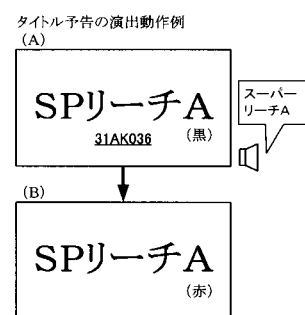 タイトル予告の演出動作例
(A)
SPリーチA
31AK036
(黒)
スーパー
リーチA
(B)
SPリーチA
(赤)